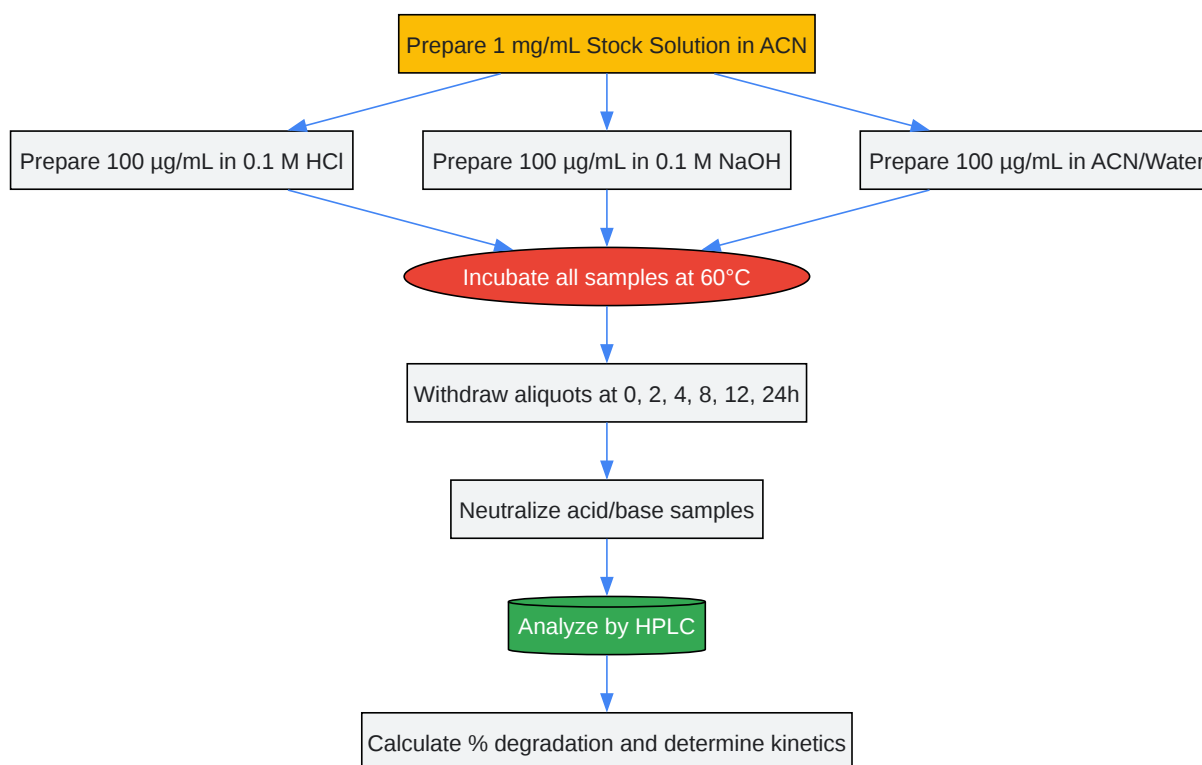 Prepare 1 mg/mL Stock Solution in ACN
Prepare 100 µg/mL in 0.1 M HCl
Prepare 100 µg/mL in 0.1 M NaOH
Prepare 100 µg/mL in ACN/Water
Incubate all samples at 60°C
Withdraw aliquots at 0, 2, 4, 8, 12, 24h
Neutralize acid/base samples
Analyze by HPLC
Calculate % degradation and determine kinetics